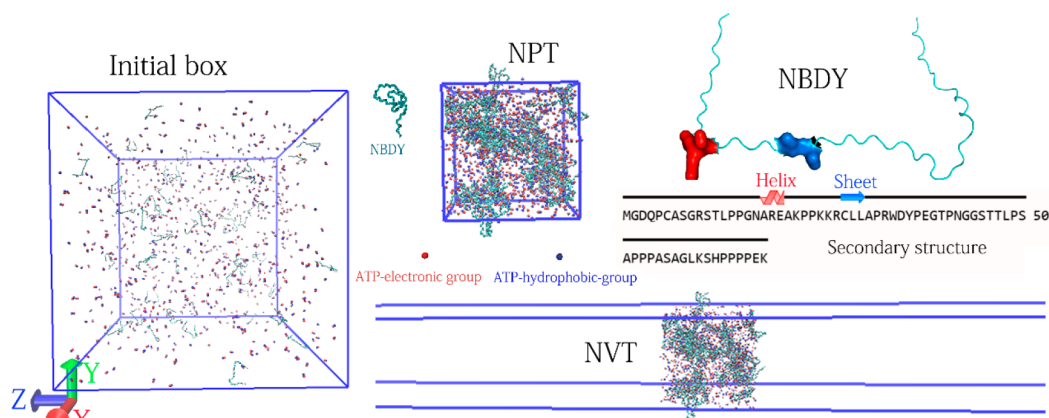 Initial box
NPT
NBDY
NBDY
Helix
Sheet
MGDQPCASGRSTLPPGNAREAKPPKKRCLLAPRWDYPEGTPNGGSTTLPS 50
APPPASAGLKSHPPPPEK
Secondary structure
ATP-electronic group
ATP-hydrophobic-group
NVT
Y
Z
X